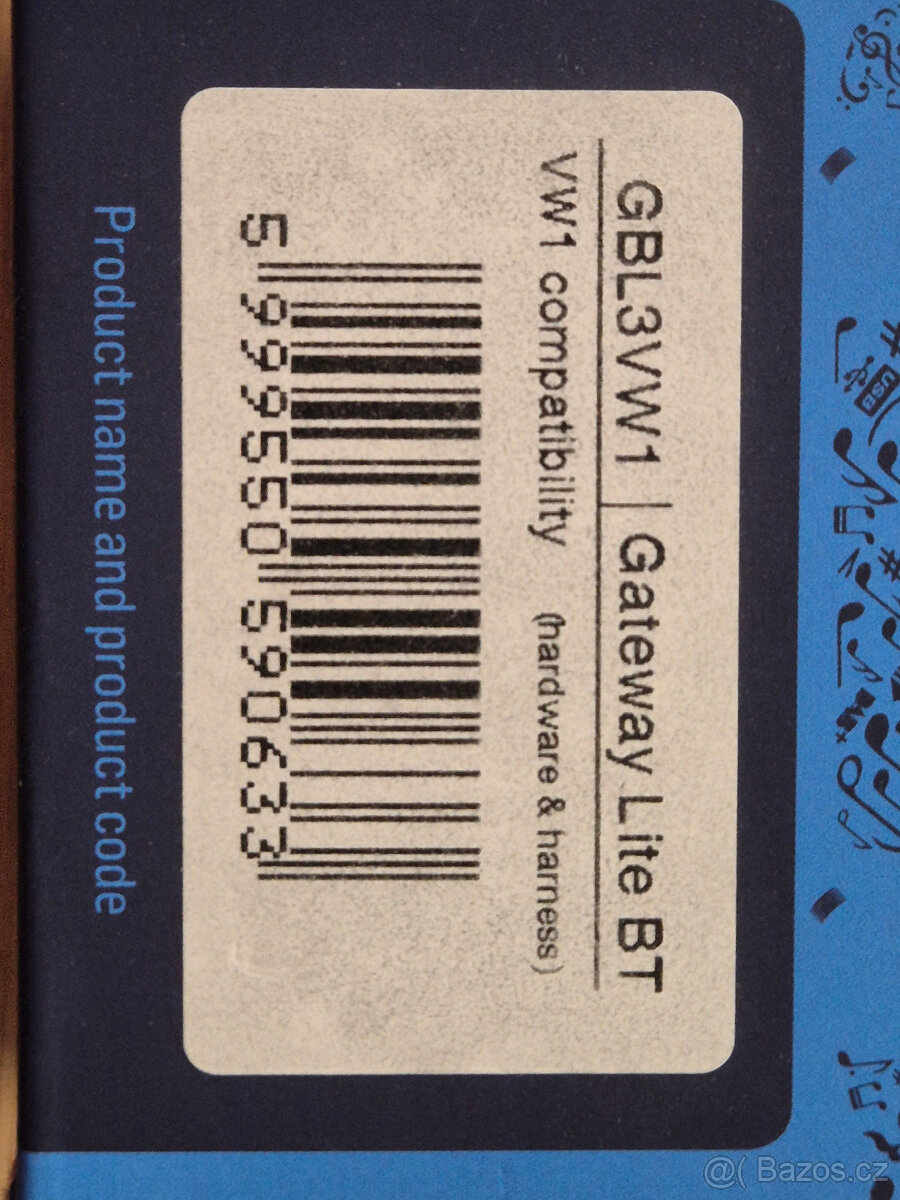 GBL3VW1 | Gateway Lite BT
VW1 compatibility (hardware & harness)
5 999550 590633
Product name and product code
@( Bazos.cz